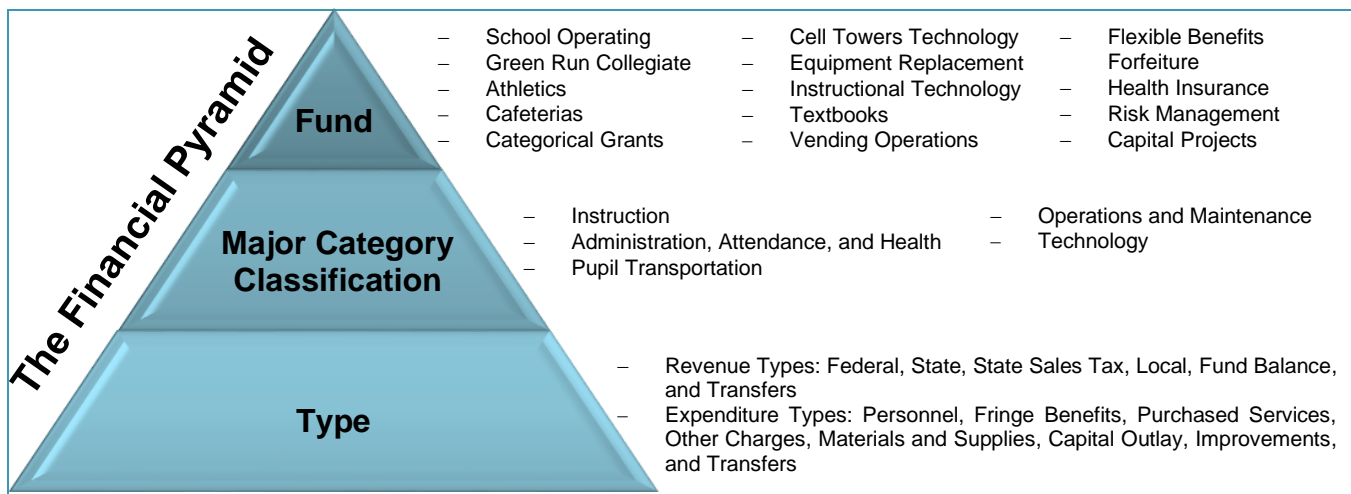 The Financial Pyramid
Fund
– School Operating
– Green Run Collegiate
– Athletics
– Cafeterias
– Categorical Grants
– Cell Towers Technology
– Equipment Replacement
– Instructional Technology
– Textbooks
– Vending Operations
– Flexible Benefits
Forfeiture
– Health Insurance
– Risk Management
– Capital Projects
Major Category
Classification
– Instruction
– Administration, Attendance, and Health
– Pupil Transportation
– Operations and Maintenance
– Technology
Type
– Revenue Types: Federal, State, State Sales Tax, Local, Fund Balance,
and Transfers
– Expenditure Types: Personnel, Fringe Benefits, Purchased Services,
Other Charges, Materials and Supplies, Capital Outlay, Improvements,
and Transfers